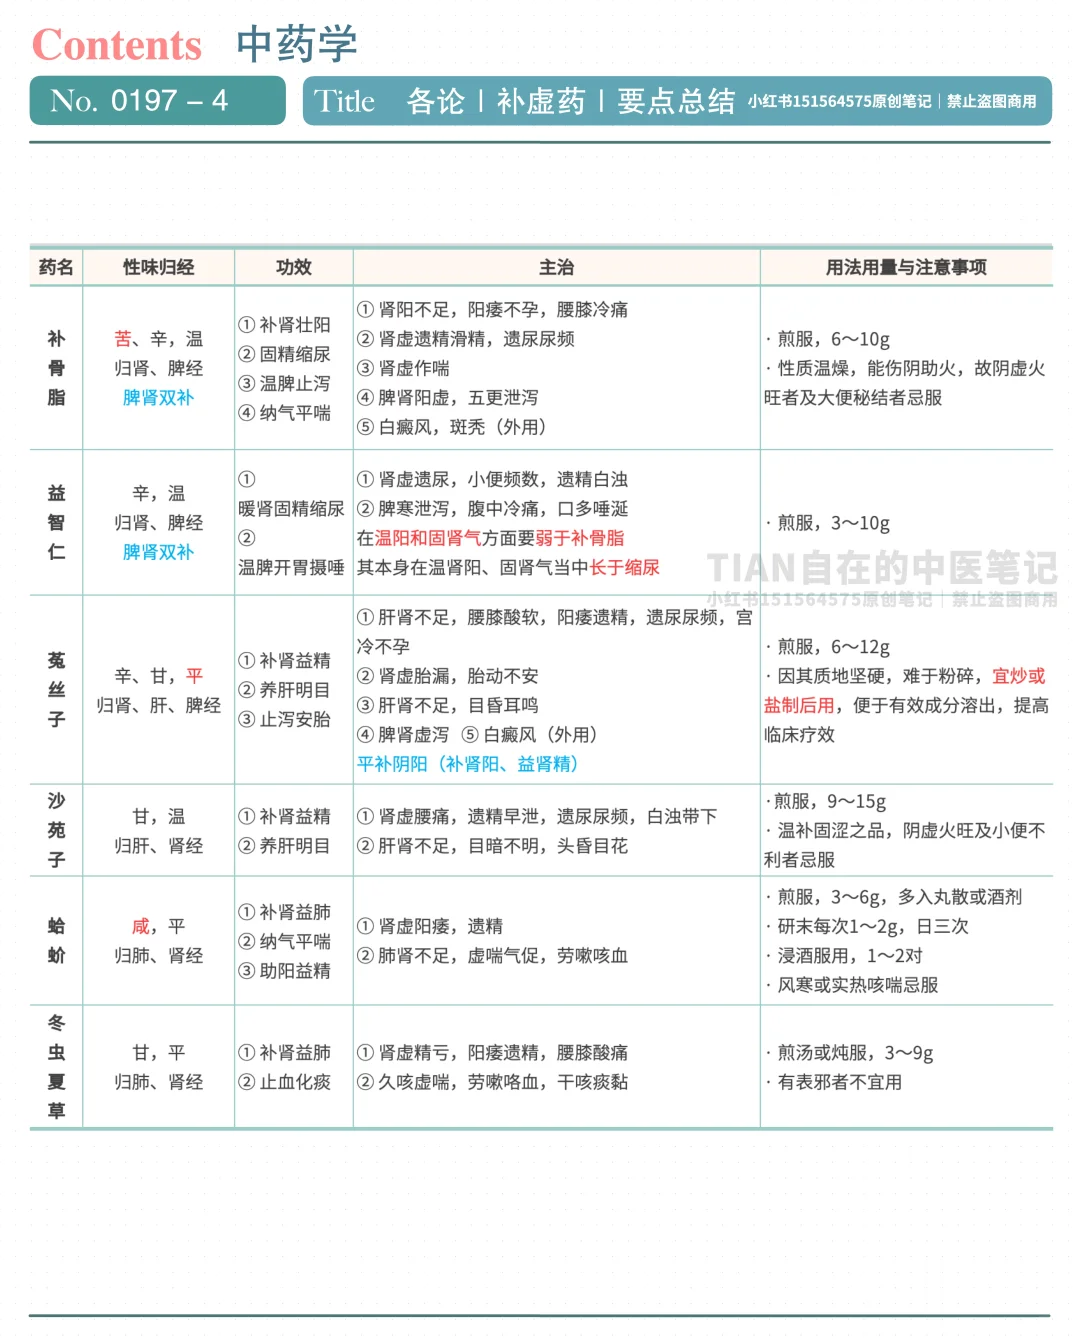 Contents 中药学
No. 0197 – 4
Title 各论丨补虚药丨要点总结 小红书151564575原创笔记｜禁止盗图商用
药名 性味归经 功效 主治 用法用量与注意事项
补骨脂
苦、辛，温
归肾、脾经
脾肾双补
① 补肾壮阳
② 固精缩尿
③ 温脾止泻
④ 纳气平喘
① 肾阳不足，阳痿不孕，腰膝冷痛
② 肾虚遗精滑精，遗尿尿频
③ 肾虚作喘
④ 脾肾阳虚，五更泄泻
⑤ 白癜风，斑秃（外用）
· 煎服，6～10g
· 性质温燥，能伤阴助火，故阴虚火
旺者及大便秘结者忌服
益智仁
辛，温
归肾、脾经
脾肾双补
①
暖肾固精缩尿
②
温脾开胃摄唾
① 肾虚遗尿，小便频数，遗精白浊
② 脾寒泄泻，腹中冷痛，口多唾涎
在温阳和固肾气方面要弱于补骨脂
其本身在温肾阳、固肾气当中长于缩尿
· 煎服，3～10g
TIAN自在的中医笔记
小红书151564575原创笔记｜禁止盗图商用
菟丝子
辛、甘，平
归肾、肝、脾经
① 补肾益精
② 养肝明目
③ 止泻安胎
① 肝肾不足，腰膝酸软，阳痿遗精，遗尿尿频，宫
冷不孕
② 肾虚胎漏，胎动不安
③ 肝肾不足，目昏耳鸣
④ 脾肾虚泻 ⑤ 白癜风（外用）
平补阴阳（补肾阳、益肾精）
· 煎服，6～12g
· 因其质地坚硬，难于粉碎，宜炒或
盐制后用，便于有效成分溶出，提高
临床疗效
沙苑子
甘，温
归肝、肾经
① 补肾益精
② 养肝明目
① 肾虚腰痛，遗精早泄，遗尿尿频，白浊带下
② 肝肾不足，目暗不明，头昏目花
· 煎服，9～15g
· 温补固涩之品，阴虚火旺及小便不
利者忌服
蛤蚧
咸，平
归肺、肾经
① 补肾益肺
② 纳气平喘
③ 助阳益精
① 肾虚阳痿，遗精
② 肺肾不足，虚喘气促，劳嗽咳血
· 煎服，3～6g，多入丸散或酒剂
· 研末每次1～2g，日三次
· 浸酒服用，1～2对
· 风寒或实热咳喘忌服
冬虫夏草
甘，平
归肺、肾经
① 补肾益肺
② 止血化痰
① 肾虚精亏，阳痿遗精，腰膝酸痛
② 久咳虚喘，劳嗽咯血，干咳痰黏
· 煎汤或炖服，3～9g
· 有表邪者不宜用